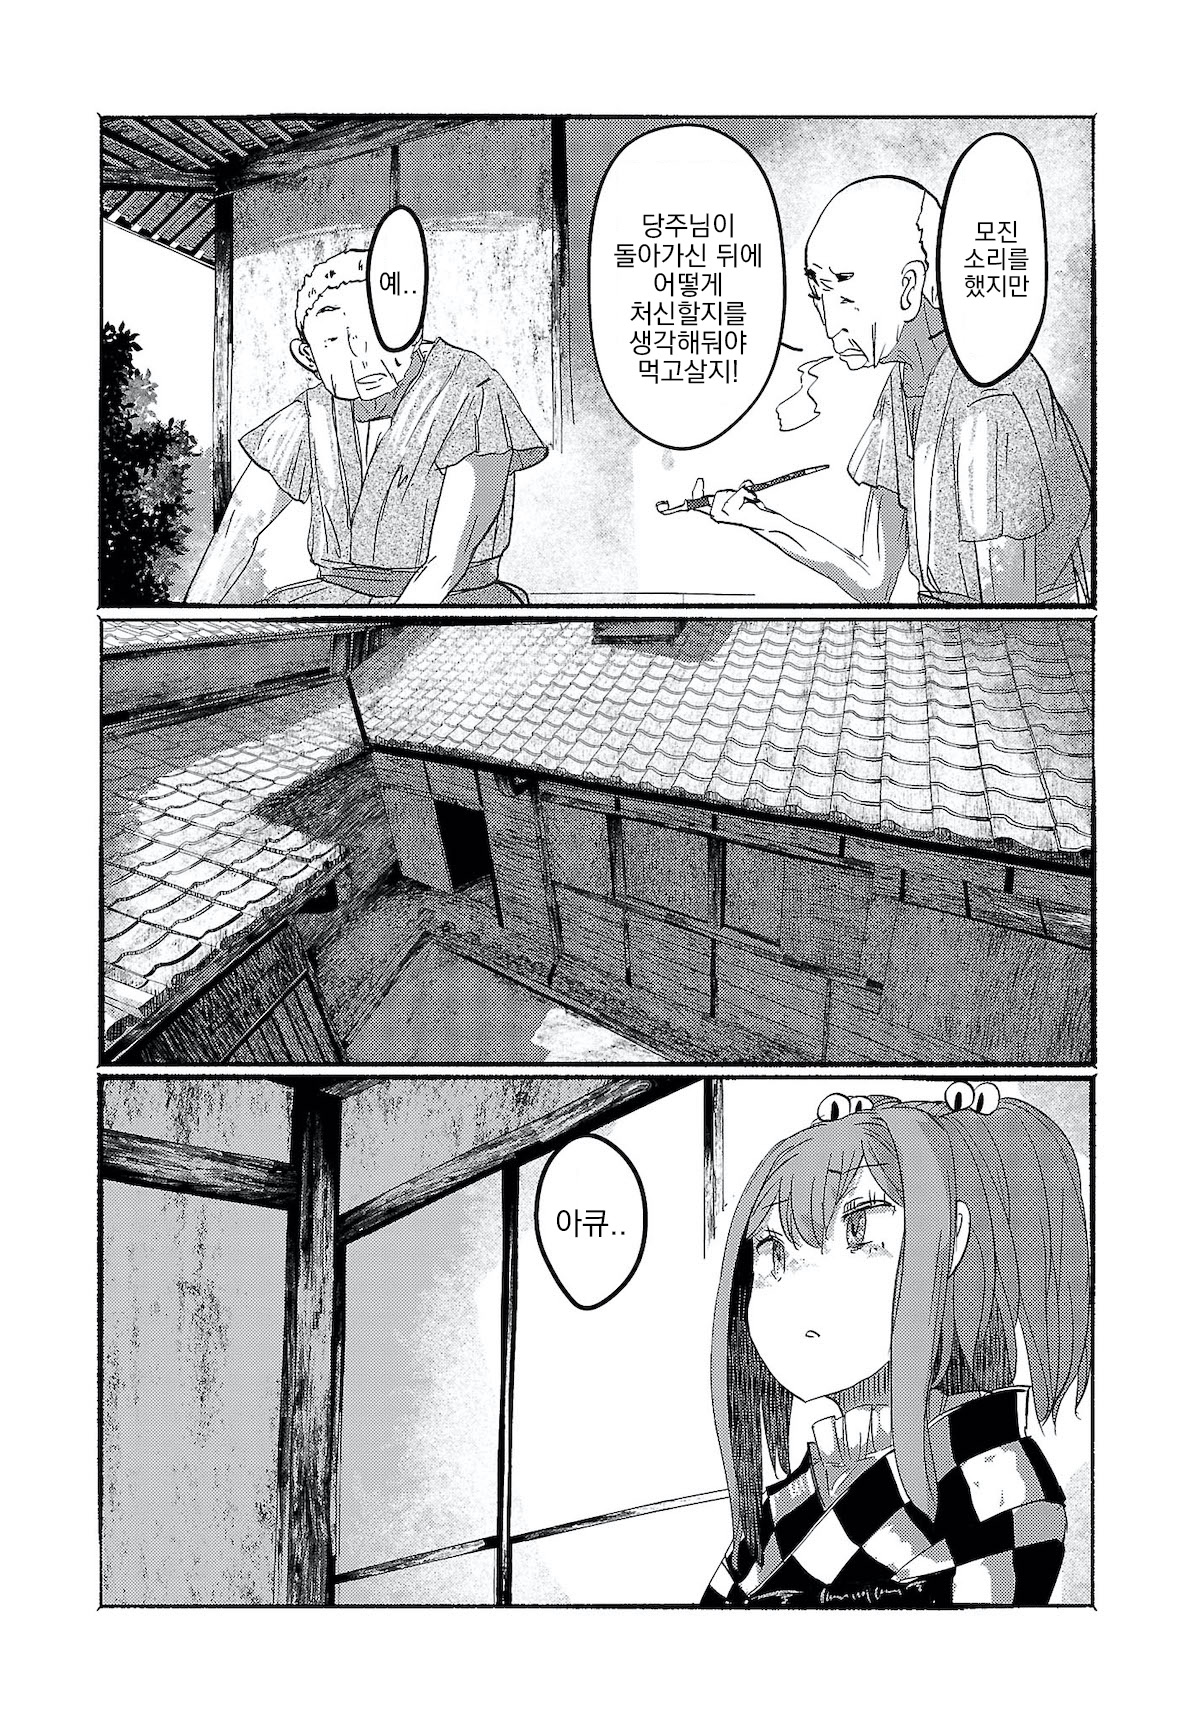 모진
소리를
했지만
당주님이
돌아가신 뒤에
어떻게
처신할지를
생각해둬야
먹고살지!
예..
아큐..